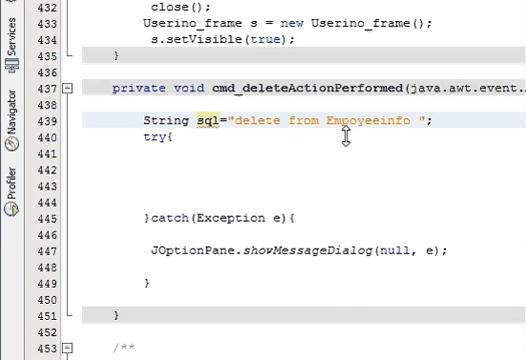 Services
Navigator
Profiler
432 close();
433 Userino_frame s = new Userino_frame();
434 s.setVisible(true);
435 }
436
437 private void cmd_deleteActionPerformed(java.awt.event.
438
439 String sql="delete from Empoyeeinfo ";
440 try{
441
442
443
444
445 }catch(Exception e){
446
447 JOptionPane.showMessageDialog(null, e);
448
449 }
450
451 }
452
453 /**